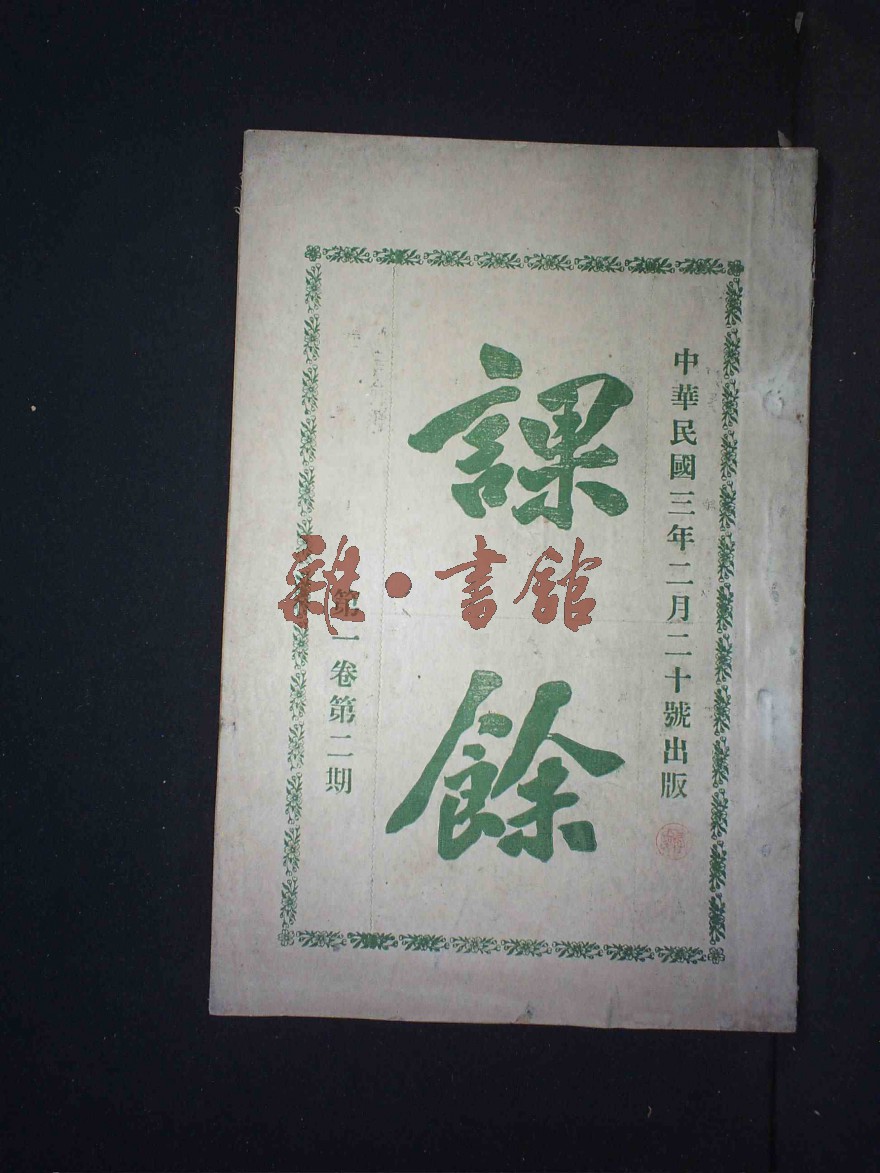 中華民國三年二月二十號出版
課餘
第一卷第二期
雜·書館